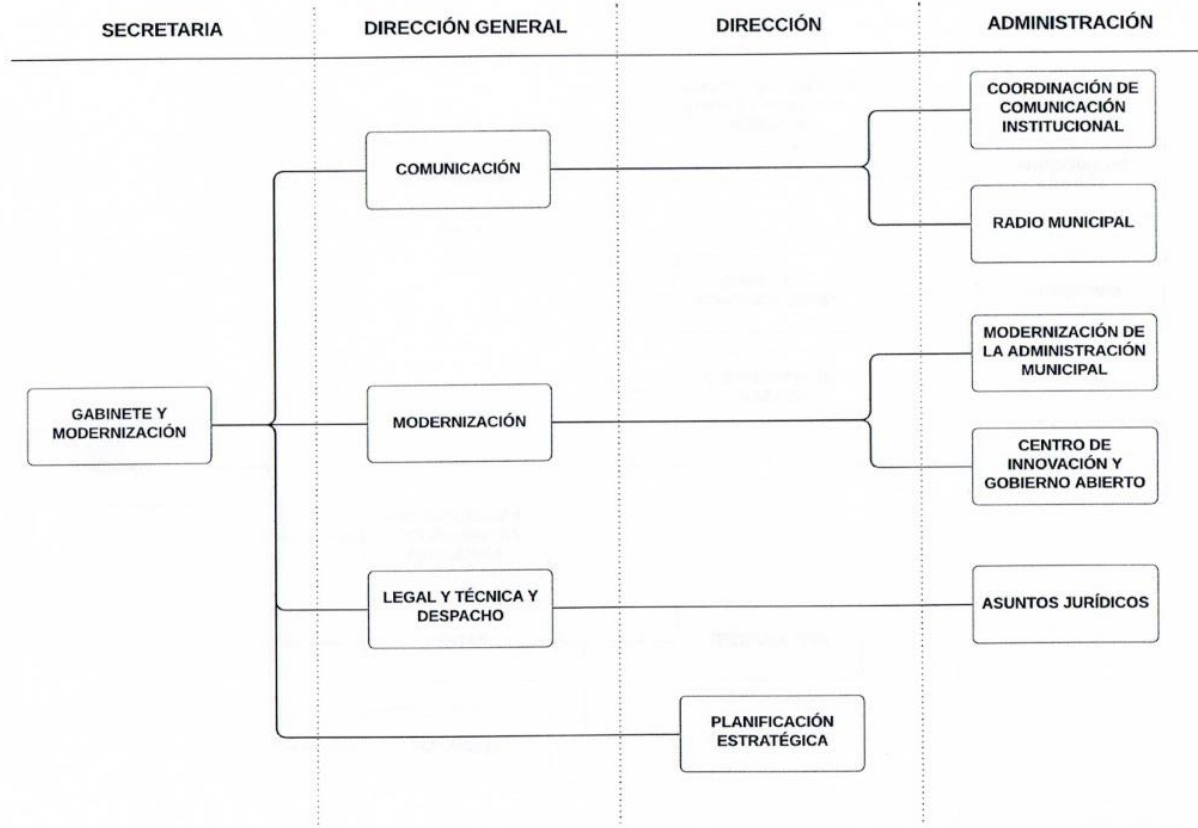 SECRETARIA
DIRECCIÓN GENERAL
DIRECCIÓN
ADMINISTRACIÓN
COORDINACIÓN DE
COMUNICACIÓN
INSTITUCIONAL
COMUNICACIÓN
RADIO MUNICIPAL
MODERNIZACIÓN DE
LA ADMINISTRACIÓN
MUNICIPAL
GABINETE Y
MODERNIZACIÓN
MODERNIZACIÓN
CENTRO DE
INNOVACIÓN Y
GOBIERNO ABIERTO
LEGAL Y TÉCNICA Y
DESPACHO
ASUNTOS JURÍDICOS
PLANIFICACIÓN
ESTRATÉGICA